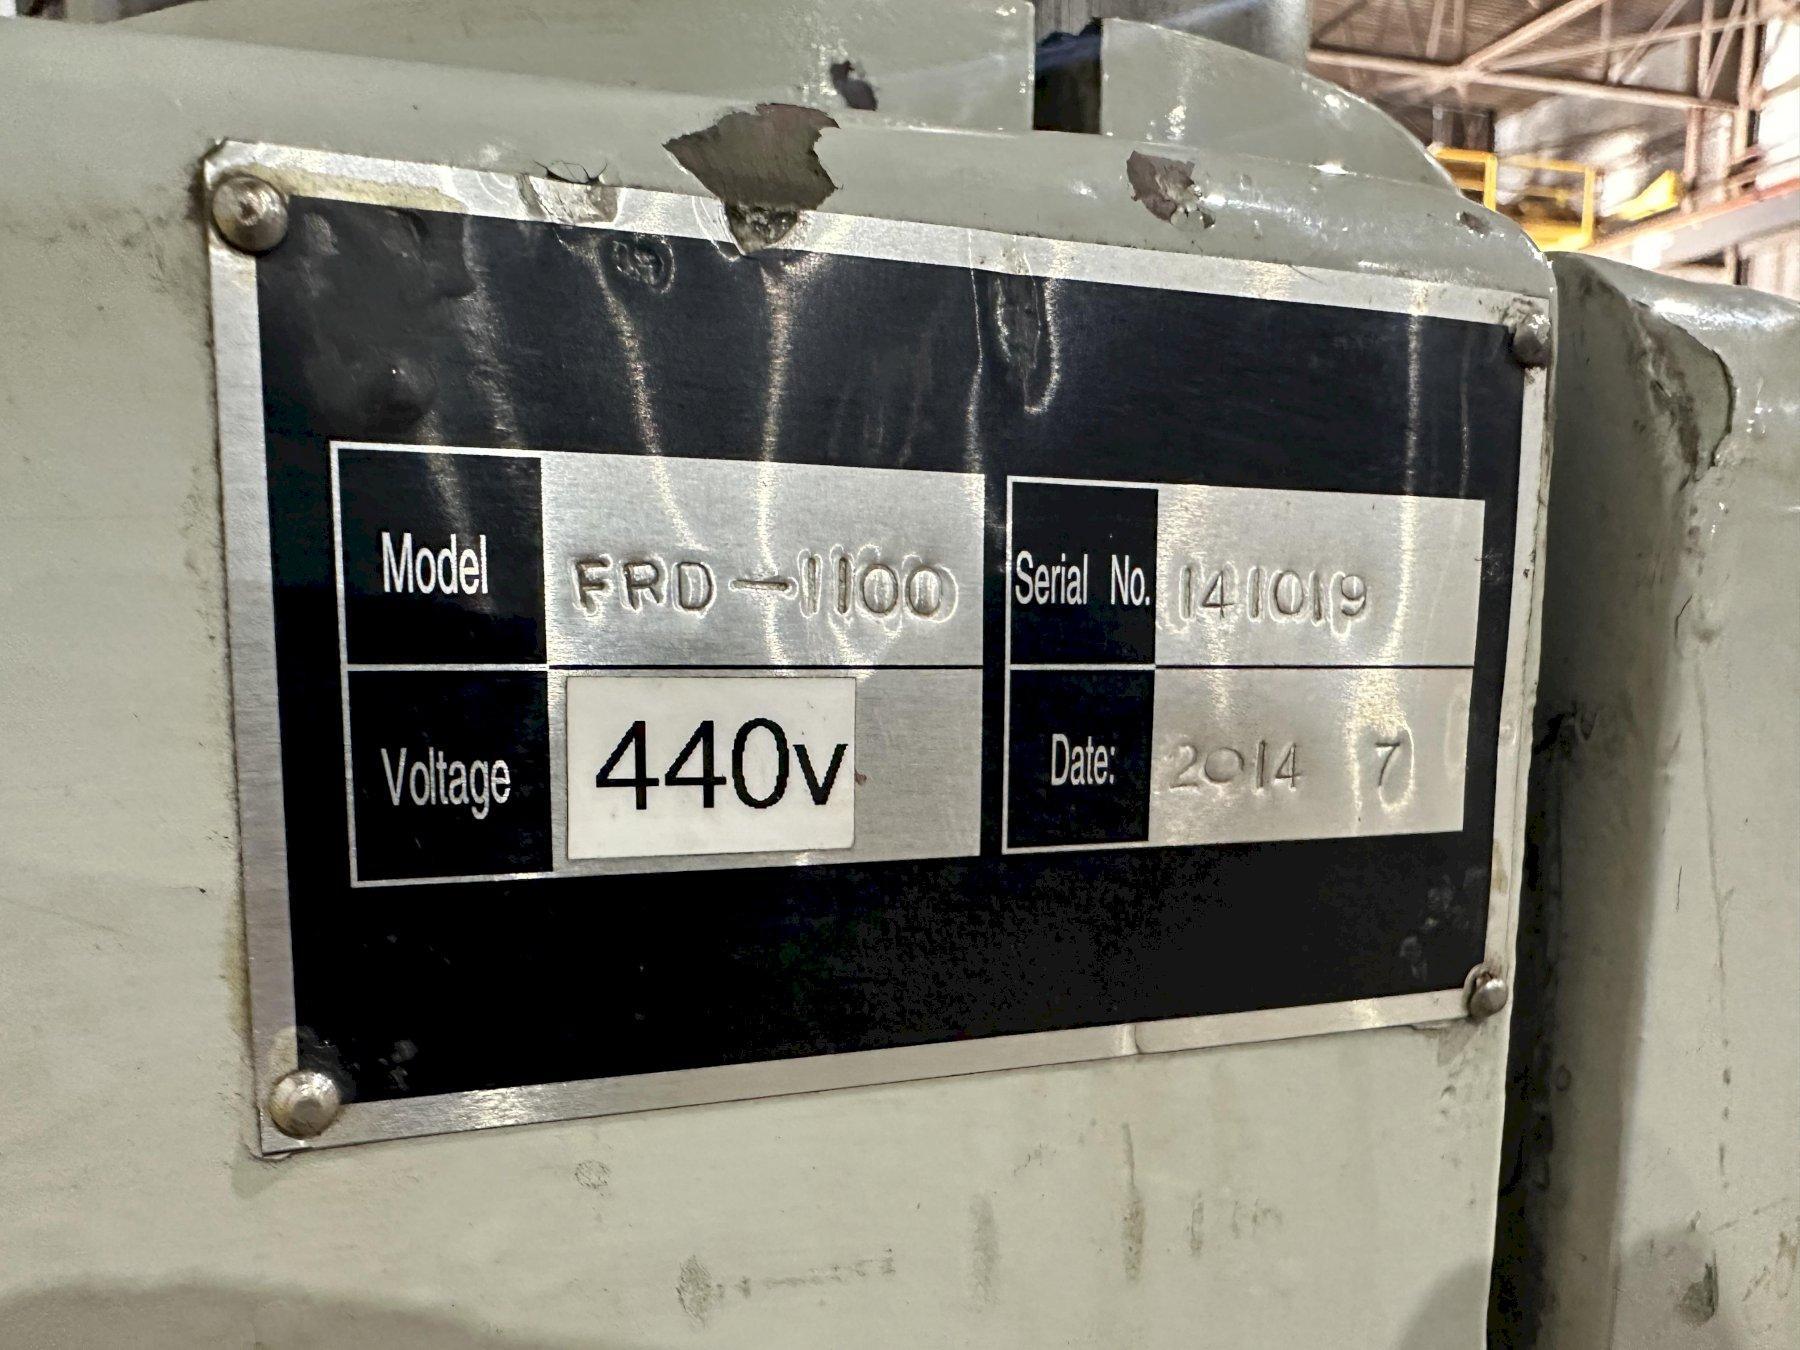 Model FRD-1100
Serial No. 141019
Voltage 440v
Date: 2014 7